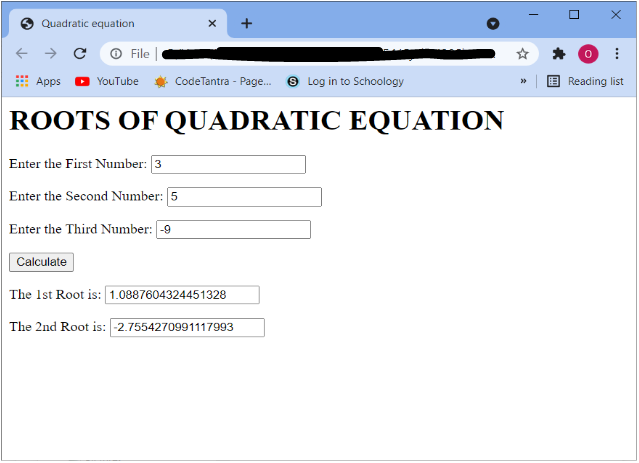 Quadratic equation
File
O
Apps YouTube CodeTantra - Page... Log in to Schoology » Reading list
ROOTS OF QUADRATIC EQUATION
Enter the First Number: 3
Enter the Second Number: 5
Enter the Third Number: -9
Calculate
The 1st Root is: 1.0887604324451328
The 2nd Root is: -2.7554270991117993